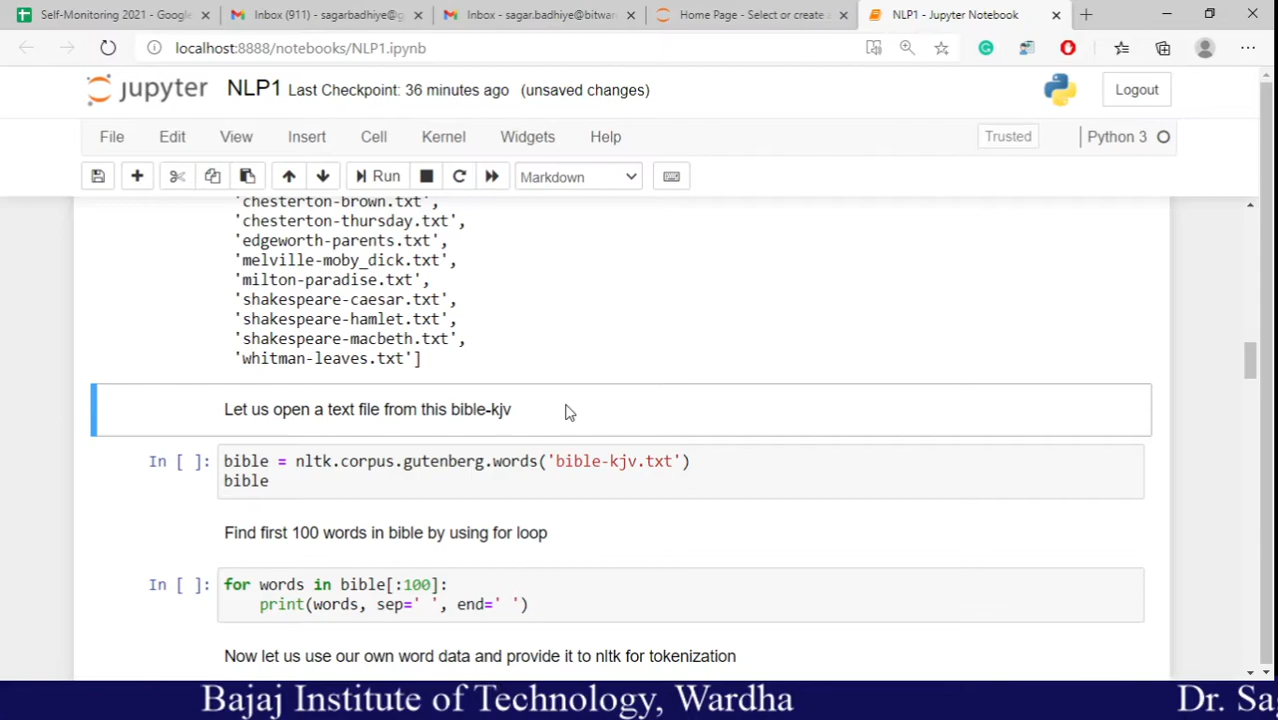 Self-Monitoring 2021 - Google
Inbox (911) - sagarbadhiye@g
Inbox - sagar.badhiye@bitwar
Home Page - Select or create a
NLP1 - Jupyter Notebook
localhost:8888/notebooks/NLP1.ipynb
jupyter NLP1 Last Checkpoint: 36 minutes ago (unsaved changes)
Logout
File Edit View Insert Cell Kernel Widgets Help
Trusted
Python 3
Run
Markdown
'chesterton-brown.txt',
'chesterton-thursday.txt',
'edgeworth-parents.txt',
'melville-moby_dick.txt',
'milton-paradise.txt',
'shakespeare-caesar.txt',
'shakespeare-hamlet.txt',
'shakespeare-macbeth.txt',
'whitman-leaves.txt']
Let us open a text file from this bible-kjv
In [ ]: bible = nltk.corpus.gutenberg.words('bible-kjv.txt')
bible
Find first 100 words in bible by using for loop
In [ ]: for words in bible[:100]:
print(words, sep=' ', end=' ')
Now let us use our own word data and provide it to nltk for tokenization
Bajaj Institute of Technology, Wardha
Dr. Sa